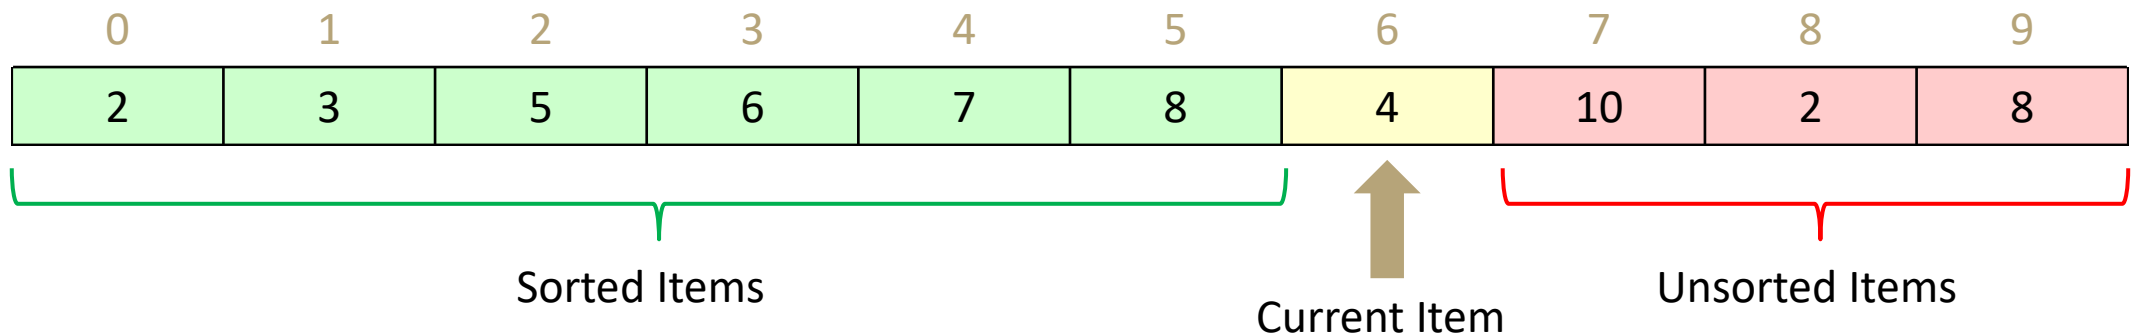 0 1 2 3 4 5 6 7 8 9
2 3 5 6 7 8 4 10 2 8
Sorted Items
Unsorted Items
Current Item